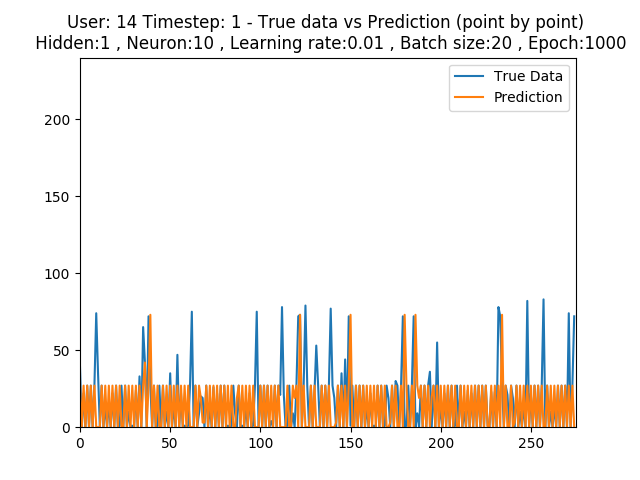 User: 14 Timestep: 1 - True data vs Prediction (point by point)
Hidden:1 , Neuron:10 , Learning rate:0.01 , Batch size:20 , Epoch:1000
True Data
Prediction
200
150
100
50
0
0 50 100 150 200 250